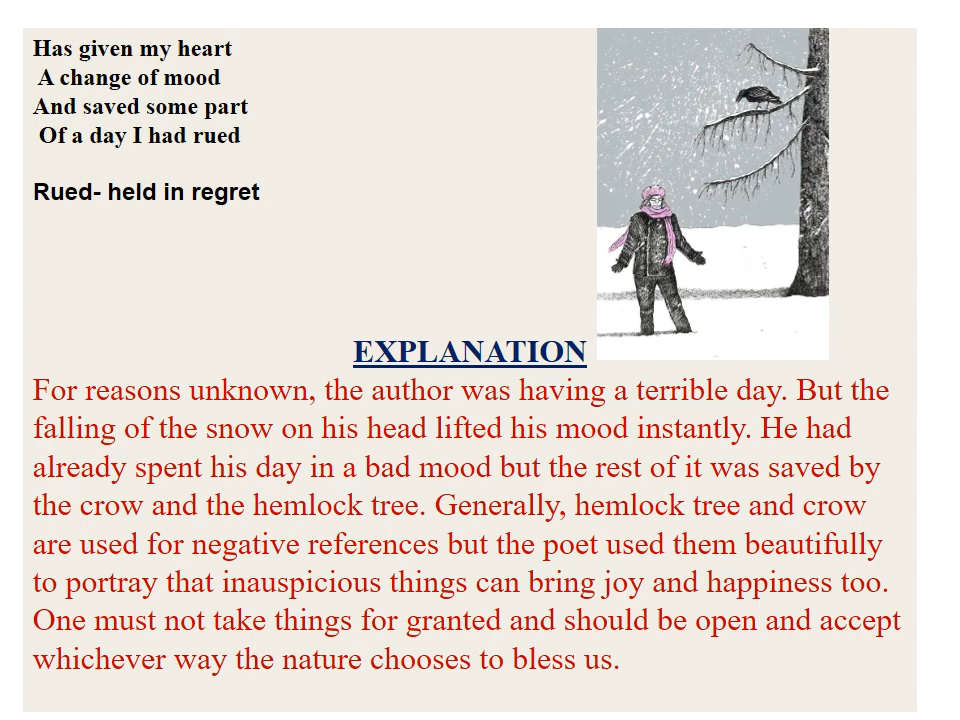 Has given my heart
A change of mood
And saved some part
Of a day I had rued
Rued- held in regret
EXPLANATION
For reasons unknown, the author was having a terrible day. But the
falling of the snow on his head lifted his mood instantly. He had
already spent his day in a bad mood but the rest of it was saved by
the crow and the hemlock tree. Generally, hemlock tree and crow
are used for negative references but the poet used them beautifully
to portray that inauspicious things can bring joy and happiness too.
One must not take things for granted and should be open and accept
whichever way the nature chooses to bless us.